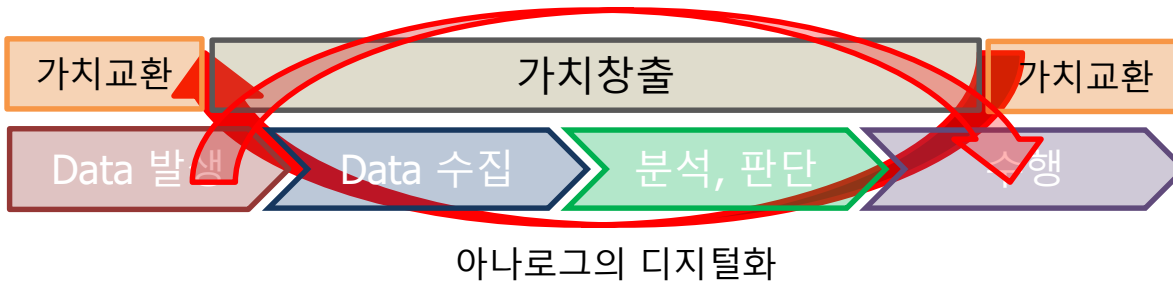 가치교환 가치창출 가치교환
Data 발생 Data 수집 분석, 판단 수행
아나로그의 디지털화